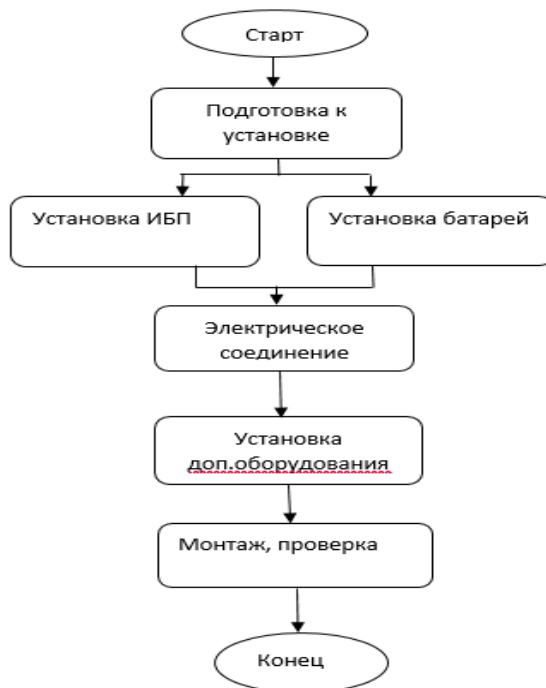 Старт
Подготовка к
установке
Установка ИБП
Установка батарей
Электрическое
соединение
Установка
доп.оборудования
Монтаж, проверка
Конец